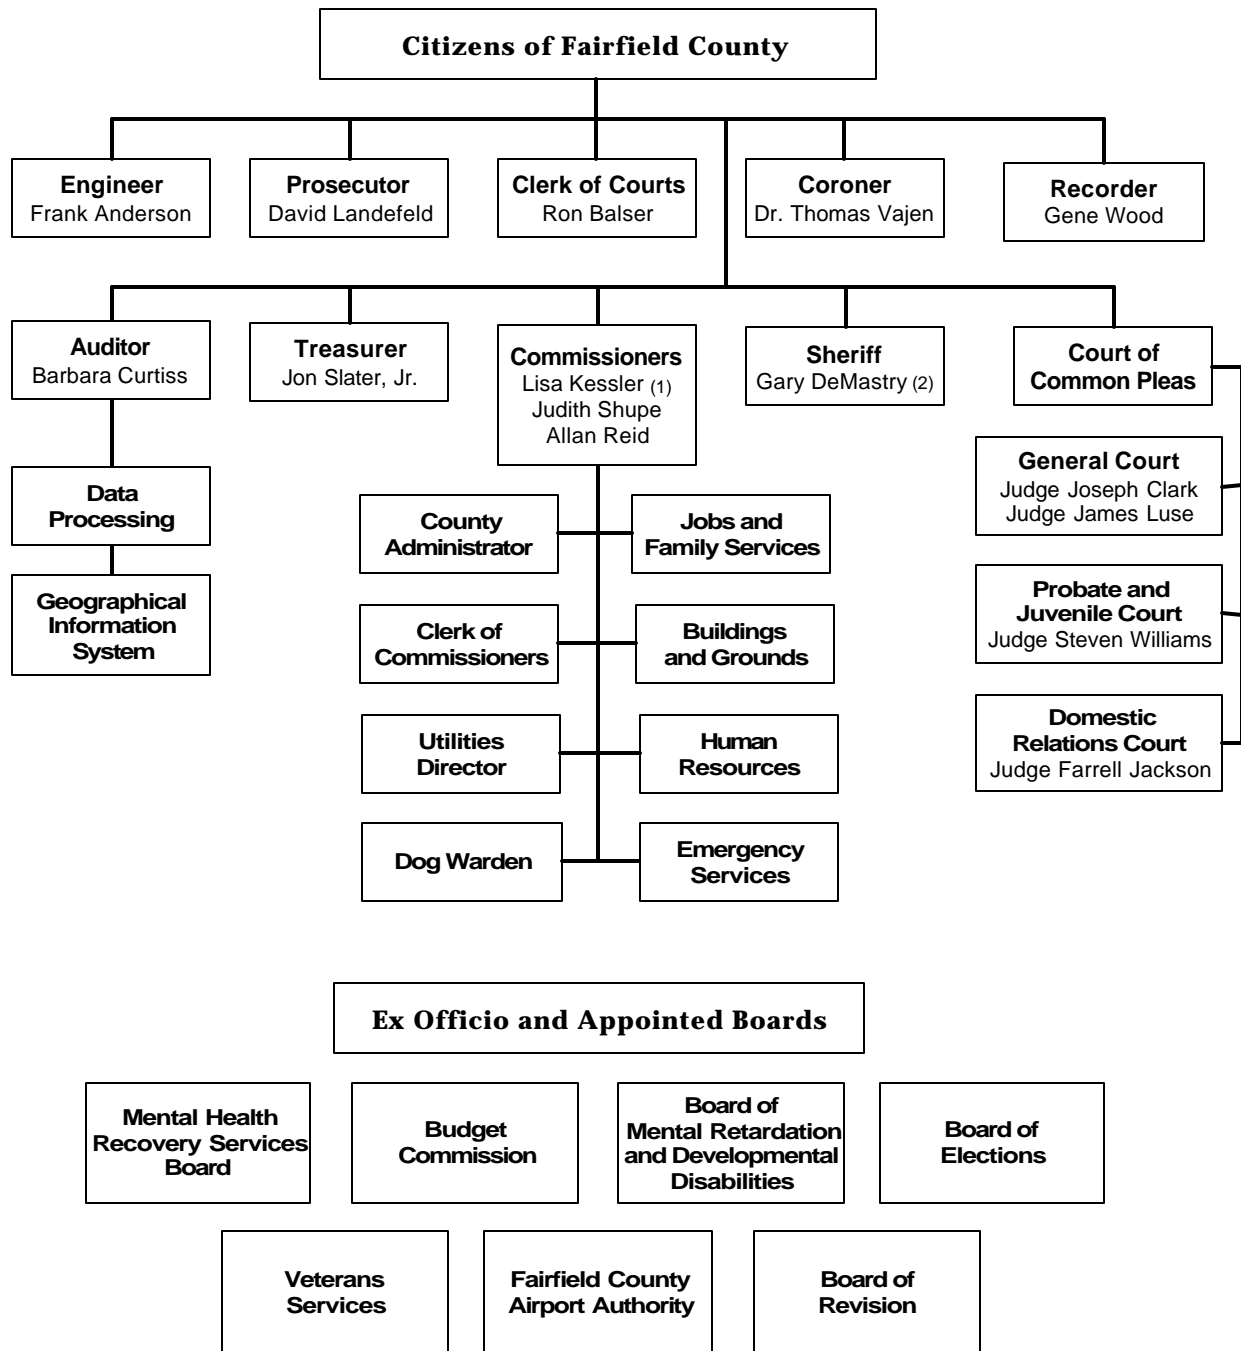 Citizens of Fairfield County
Engineer
Frank Anderson
Prosecutor
David Landefeld
Clerk of Courts
Ron Balser
Coroner
Dr. Thomas Vajen
Recorder
Gene Wood
Auditor
Barbara Curtiss
Treasurer
Jon Slater, Jr.
Commissioners
Lisa Kessler (1)
Judith Shupe
Allan Reid
Sheriff
Gary DeMastry (2)
Court of
Common Pleas
Data
Processing
Geographical
Information
System
County
Administrator
Jobs and
Family Services
Clerk of
Commissioners
Buildings
and Grounds
Utilities
Director
Human
Resources
Dog Warden
Emergency
Services
General Court
Judge Joseph Clark
Judge James Luse
Probate and
Juvenile Court
Judge Steven Williams
Domestic
Relations Court
Judge Farrell Jackson
Ex Officio and Appointed Boards
Mental Health
Recovery Services
Board
Budget
Commission
Board of
Mental Retardation
and Developmental
Disabilities
Board of
Elections
Veterans
Services
Fairfield County
Airport Authority
Board of
Revision